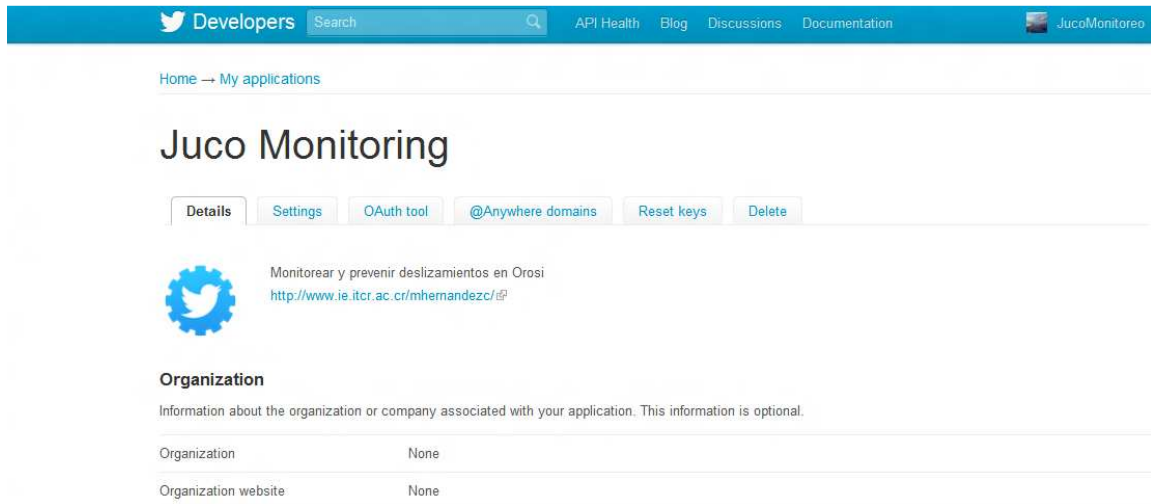 Developers Search API Health Blog Discussions Documentation JucoMonitoreo
Home → My applications
Juco Monitoring
Details Settings OAuth tool @Anywhere domains Reset keys Delete
Monitorear y prevenir deslizamientos en Orosi
http://www.ie.itcr.ac.cr/mhernandezc/
Organization
Information about the organization or company associated with your application. This information is optional.
Organization None
Organization website None